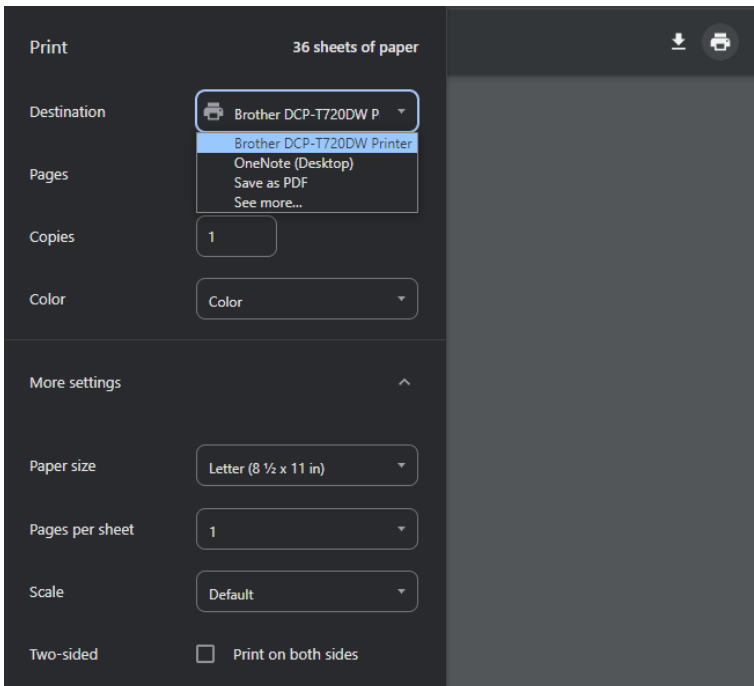 Print 36 sheets of paper
Destination Brother DCP-T720DW P
Brother DCP-T720DW Printer
OneNote (Desktop)
Pages
Save as PDF
See more...
Copies 1
Color Color
More settings
Paper size Letter (8 ½ x 11 in)
Pages per sheet 1
Scale Default
Two-sided Print on both sides